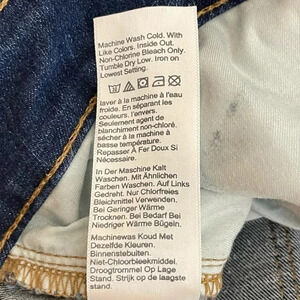 Machine Wash Cold. With
Like Colors. Inside Out.
Non-Chlorine Bleach Only.
Tumble Dry Low. Iron on
Lowest Setting.
laver à la machine à l'eau
froide. En séparant les
couleurs, l'envers.
Seulement agent de
blanchiment non-chloré.
sécher à la machine à
basse température.
Repasser À Fer Doux Si
Nécessaire.
In Der Maschine Kalt
Waschen. Mit Ähnlichen
Farben Waschen. Auf Links
Gedreht. Nur Chlorfreies
Bleichmittel Verwenden.
Bei Geringer Wärme
Trocknen. Bei Bedarf Bei
Niedriger Wärme Bügeln.
Machinewas Koud Met
Dezelfde Kleuren.
Binnenstebuiten.
Niet-Chloorbleekmiddel.
Droogtrommel Op Lage
Stand. Strijk op de laagste
stand.